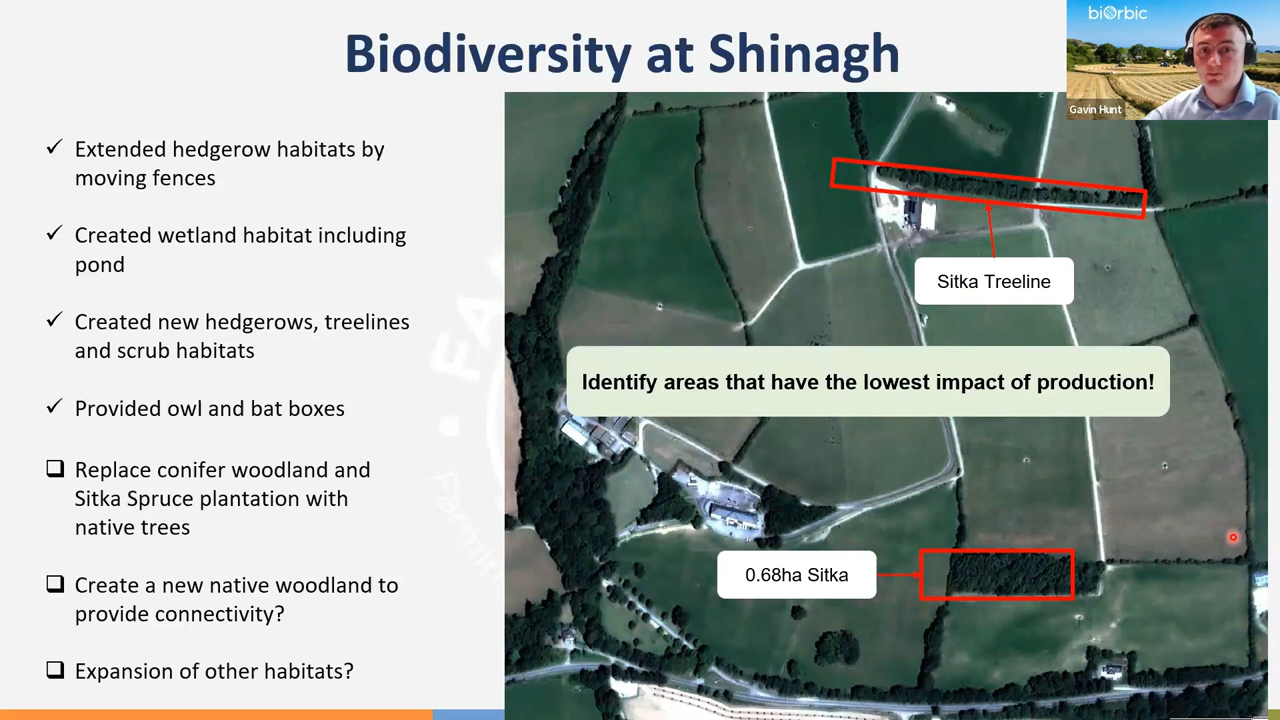 Biodiversity at Shinagh
biOrbic
Gavin Hunt
Extended hedgerow habitats by
moving fences
Created wetland habitat including
pond
Created new hedgerows, treelines
and scrub habitats
Provided owl and bat boxes
Replace conifer woodland and
Sitka Spruce plantation with
native trees
Create a new native woodland to
provide connectivity?
Expansion of other habitats?
Sitka Treeline
Identify areas that have the lowest impact of production!
0.68ha Sitka